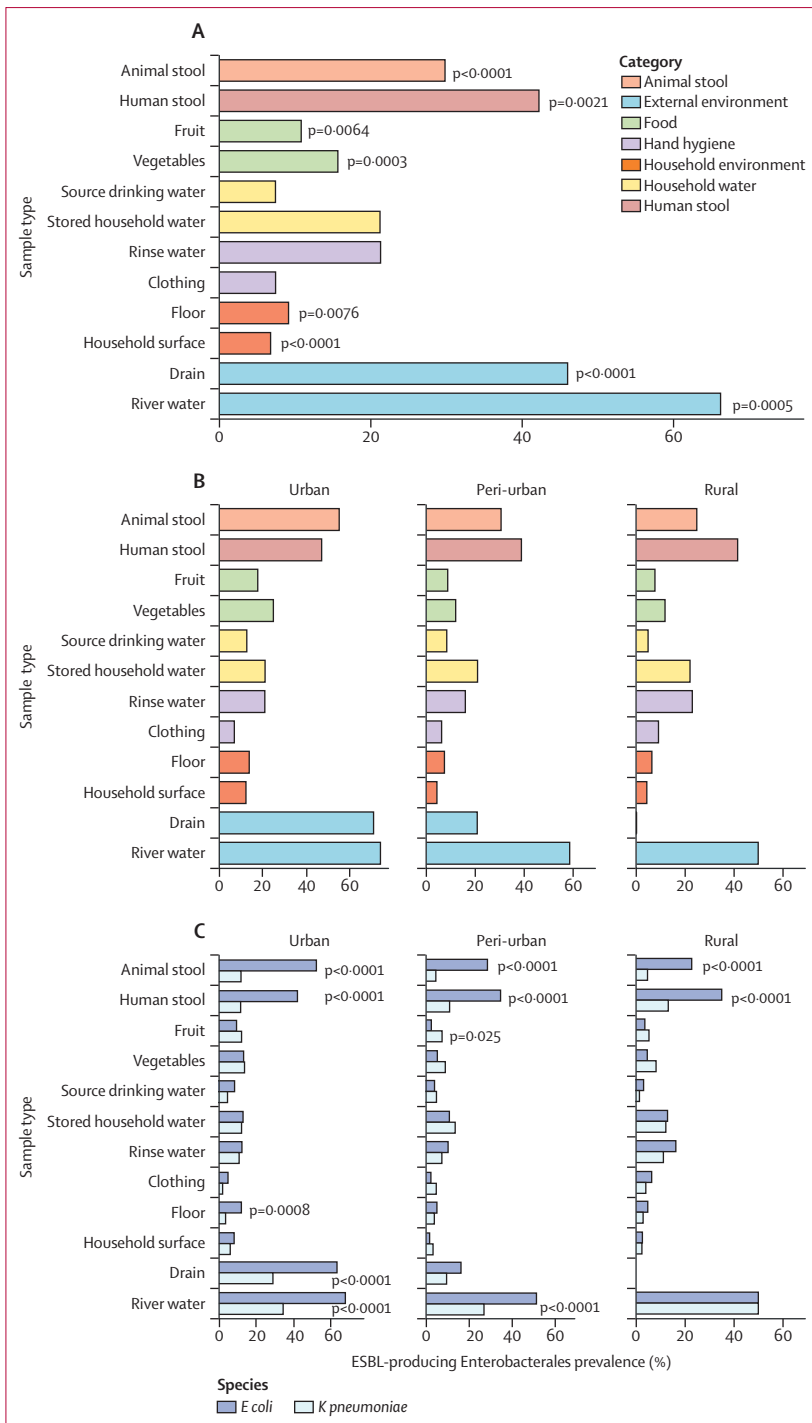 A
Sample type
Animal stool
Human stool
Fruit
Vegetables
Source drinking water
Stored household water
Rinse water
Clothing
Floor
Household surface
Drain
River water
p<0·0001
p=0·0021
p=0·0064
p=0·0003
p=0·0076
p<0·0001
p<0·0001
p=0·0005
0 20 40 60
Category
Animal stool
External environment
Food
Hand hygiene
Household environment
Household water
Human stool
B
Urban Peri-urban Rural
Sample type
Animal stool
Human stool
Fruit
Vegetables
Source drinking water
Stored household water
Rinse water
Clothing
Floor
Household surface
Drain
River water
0 20 40 60 0 20 40 60 0 20 40 60
C
Urban Peri-urban Rural
Sample type
Animal stool
p<0·0001 p<0·0001 p<0·0001
Human stool
p<0·0001 p<0·0001 p<0·0001
Fruit
p=0·025
Vegetables
Source drinking water
Stored household water
Rinse water
Clothing
Floor
p=0·0008
Household surface
Drain
p<0·0001
River water
p<0·0001 p<0·0001
0 20 40 60 0 20 40 60 0 20 40 60
ESBL-producing Enterobacterales prevalence (%)
Species
E coli K pneumoniae